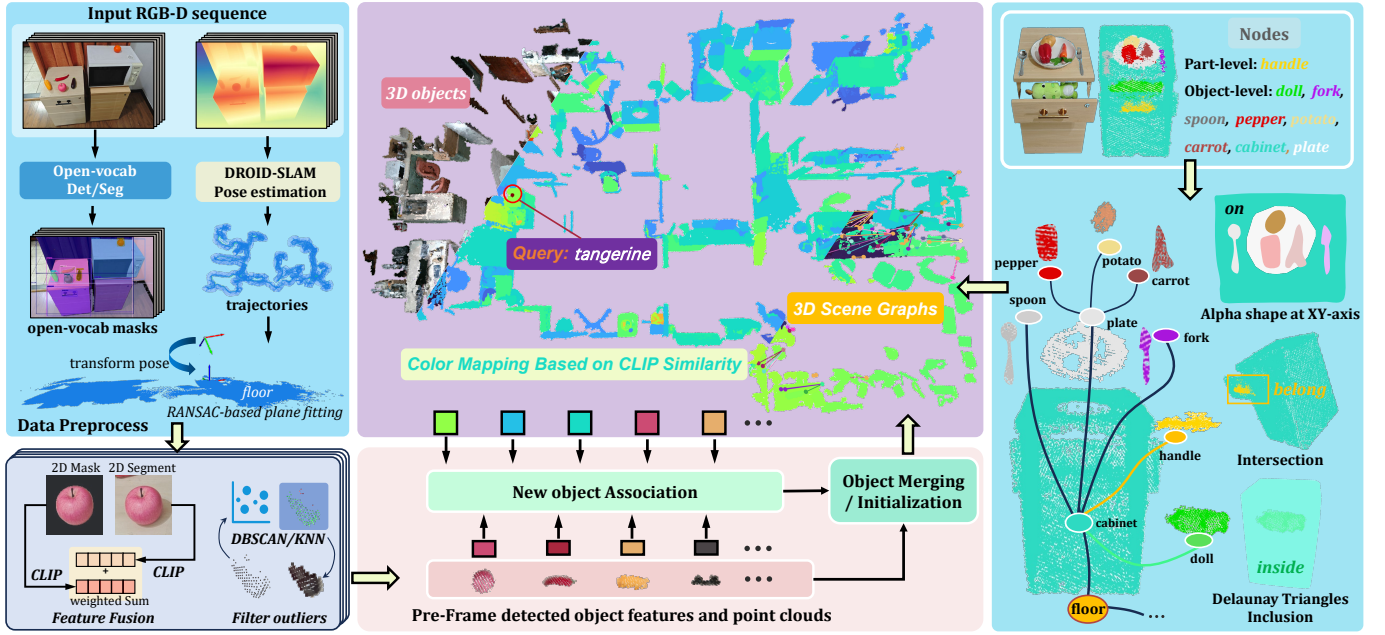 Input RGB-D sequence
Open-vocab
Det/Seg
DROID-SLAM
Pose estimation
open-vocab masks
trajectories
transform pose
floor
RANSAC-based plane fitting
Data Preprocess
2D Mask
2D Segment
CLIP
+
CLIP
weighted Sum
Feature Fusion
DBSCAN/KNN
Filter outliers
3D objects
Query: tangerine
3D Scene Graphs
Color Mapping Based on CLIP Similarity
•••
New object Association
Object Merging
/ Initialization
•••
•••
Pre-Frame detected object features and point clouds
Nodes
Part-level: handle
Object-level: doll, fork,
spoon, pepper, potato,
carrot, cabinet, plate
pepper
potato
carrot
spoon
plate
fork
handle
cabinet
doll
floor
...
on
Alpha shape at XY-axis
belong
Intersection
inside
Delaunay Triangles
Inclusion